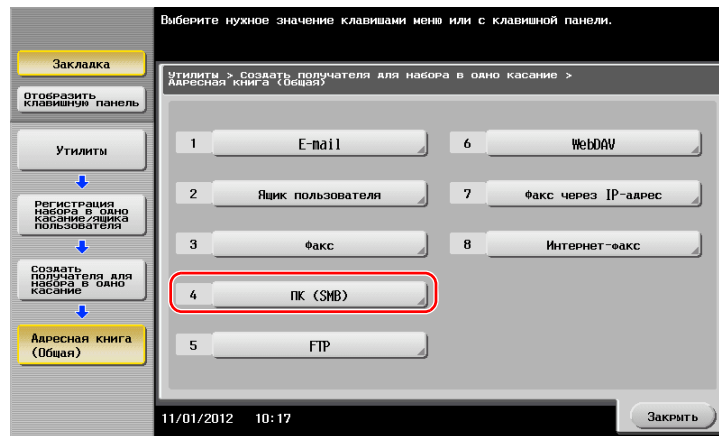 Выберите нужное значение клавишами меню или с клавишной панели.
Закладка
Отобразить
клавишную панель
Утилиты
Регистрация
набора в одно
касание/ящика
пользователя
Создать
получателя для
набора в одно
касание
Адресная книга
(Общая)
Утилиты > Создать получателя для набора в одно касание >
Адресная книга (Общая)
1 E-mail
2 Ящик пользователя
3 Факс
4 ПК (SMB)
5 FTP
6 WebDAV
7 Факс через IP-адрес
8 Интернет-факс
11/01/2012 10:17
Закрыть